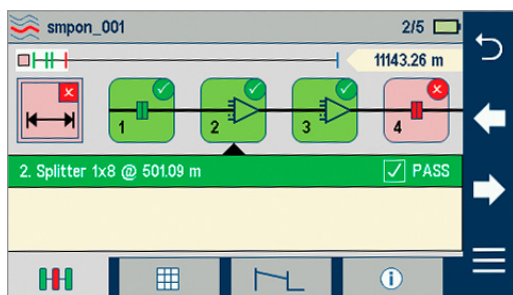 smpon_001
2/5
11143.26 m
1
2
3
4
2. Splitter 1x8 @ 501.09 m
PASS